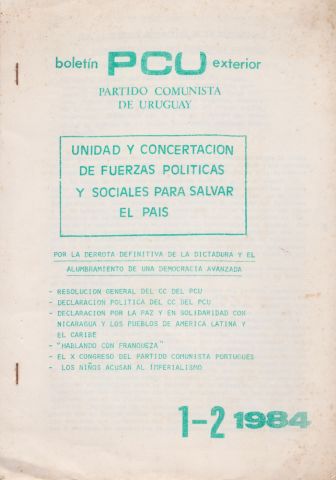 boletín PCU exterior
PARTIDO COMUNISTA
DE URUGUAY
UNIDAD Y CONCERTACION
DE FUERZAS POLITICAS
Y SOCIALES PARA SALVAR
EL PAIS
POR LA DERROTA DEFINITIVA DE LA DICTADURA Y EL
ALUMBRAMIENTO DE UNA DEMOCRACIA AVANZADA
- RESOLUCION GENERAL DEL CC DEL PCU
- DECLARACION POLITICA DEL CC DEL PCU
- DECLARACION POR LA PAZ Y EN SOLIDARIDAD CON
NICARAGUA Y LOS PUEBLOS DE AMERICA LATINA Y
EL CARIBE
- "HABLANDO CON FRANQUEZA"
- EL X CONGRESO DEL PARTIDO COMUNISTA PORTUGUES
- LOS NIÑOS ACUSAN AL IMPERIALISMO
1-2 1984